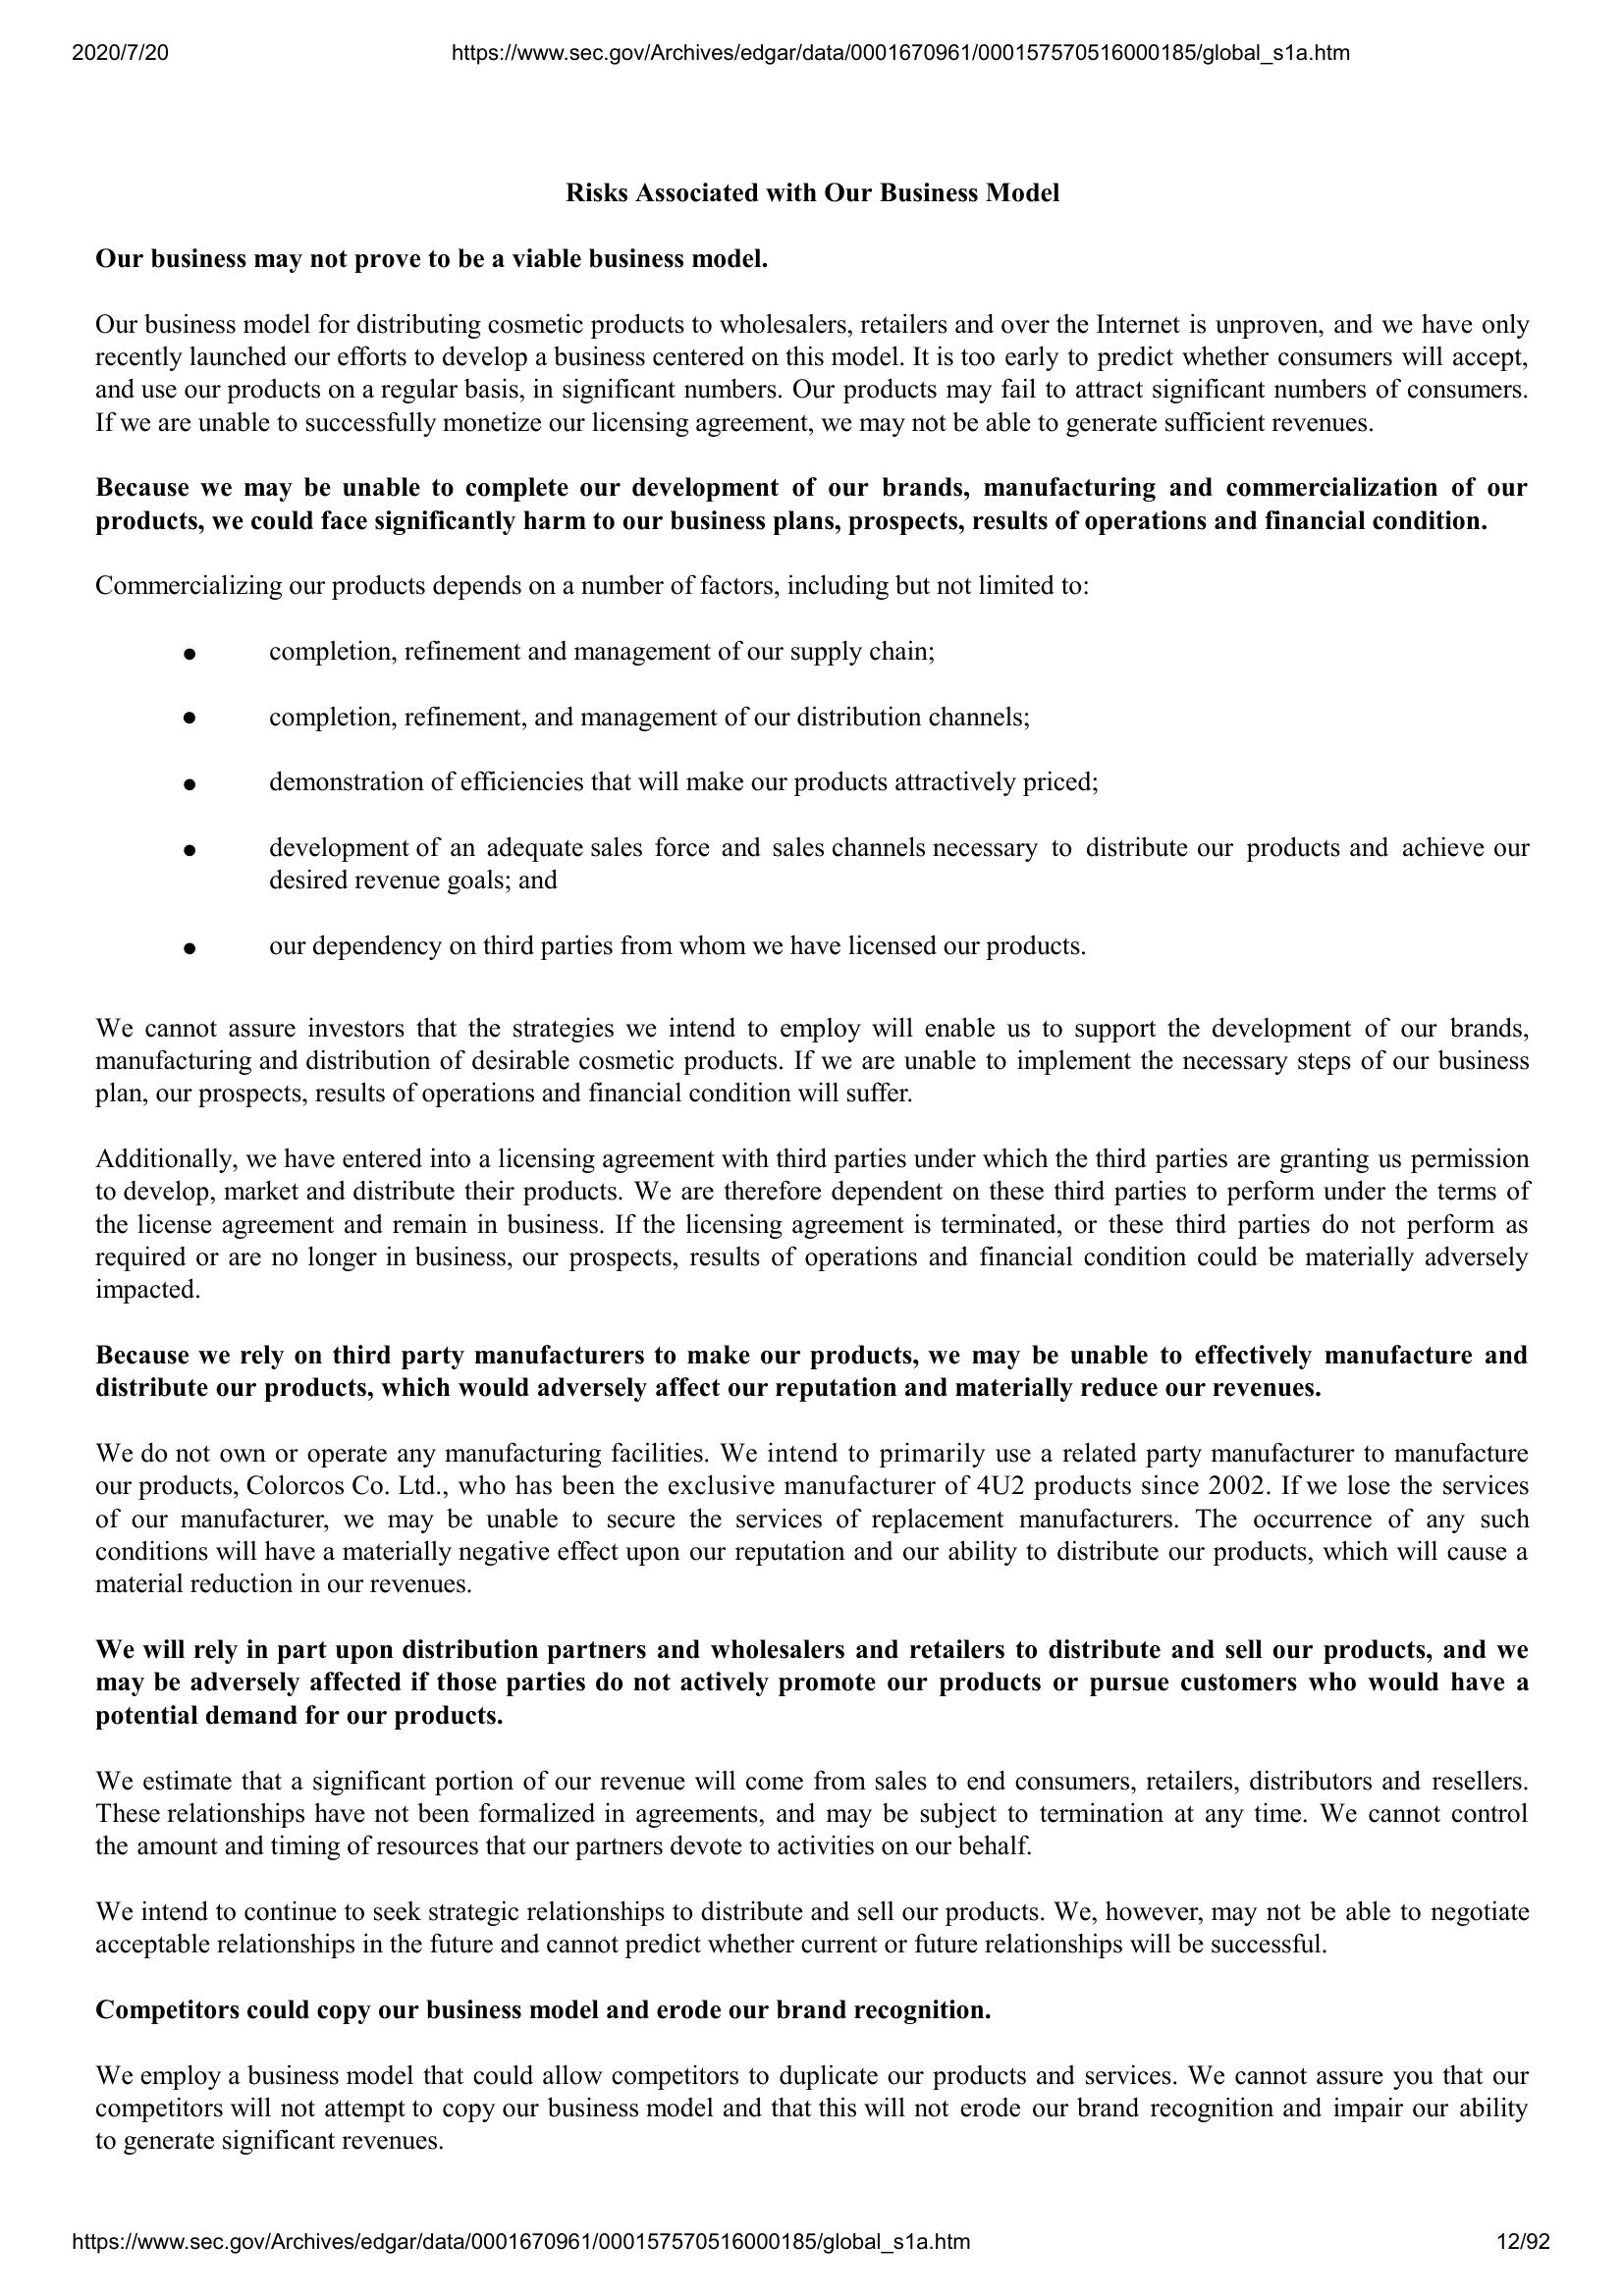 2020/7/20 https://www.sec.gov/Archives/edgar/data/0001670961/000157570516000185/global_s1a.htm
Risks Associated with Our Business Model
Our business may not prove to be a viable business model.
Our business model for distributing cosmetic products to wholesalers, retailers and over the Internet is unproven, and we have only
recently launched our efforts to develop a business centered on this model. It is too early to predict whether consumers will accept,
and use our products on a regular basis, in significant numbers. Our products may fail to attract significant numbers of consumers.
If we are unable to successfully monetize our licensing agreement, we may not be able to generate sufficient revenues.
Because we may be unable to complete our development of our brands, manufacturing and commercialization of our
products, we could face significantly harm to our business plans, prospects, results of operations and financial condition.
Commercializing our products depends on a number of factors, including but not limited to:
● completion, refinement and management of our supply chain;
● completion, refinement, and management of our distribution channels;
● demonstration of efficiencies that will make our products attractively priced;
● development of an adequate sales force and sales channels necessary to distribute our products and achieve our
desired revenue goals; and
● our dependency on third parties from whom we have licensed our products.
We cannot assure investors that the strategies we intend to employ will enable us to support the development of our brands,
manufacturing and distribution of desirable cosmetic products. If we are unable to implement the necessary steps of our business
plan, our prospects, results of operations and financial condition will suffer.
Additionally, we have entered into a licensing agreement with third parties under which the third parties are granting us permission
to develop, market and distribute their products. We are therefore dependent on these third parties to perform under the terms of
the license agreement and remain in business. If the licensing agreement is terminated, or these third parties do not perform as
required or are no longer in business, our prospects, results of operations and financial condition could be materially adversely
impacted.
Because we rely on third party manufacturers to make our products, we may be unable to effectively manufacture and
distribute our products, which would adversely affect our reputation and materially reduce our revenues.
We do not own or operate any manufacturing facilities. We intend to primarily use a related party manufacturer to manufacture
our products, Colorcos Co. Ltd., who has been the exclusive manufacturer of 4U2 products since 2002. If we lose the services
of our manufacturer, we may be unable to secure the services of replacement manufacturers. The occurrence of any such
conditions will have a materially negative effect upon our reputation and our ability to distribute our products, which will cause a
material reduction in our revenues.
We will rely in part upon distribution partners and wholesalers and retailers to distribute and sell our products, and we
may be adversely affected if those parties do not actively promote our products or pursue customers who would have a
potential demand for our products.
We estimate that a significant portion of our revenue will come from sales to end consumers, retailers, distributors and resellers.
These relationships have not been formalized in agreements, and may be subject to termination at any time. We cannot control
the amount and timing of resources that our partners devote to activities on our behalf.
We intend to continue to seek strategic relationships to distribute and sell our products. We, however, may not be able to negotiate
acceptable relationships in the future and cannot predict whether current or future relationships will be successful.
Competitors could copy our business model and erode our brand recognition.
We employ a business model that could allow competitors to duplicate our products and services. We cannot assure you that our
competitors will not attempt to copy our business model and that this will not erode our brand recognition and impair our ability
to generate significant revenues.
https://www.sec.gov/Archives/edgar/data/0001670961/000157570516000185/global_s1a.htm 12/92